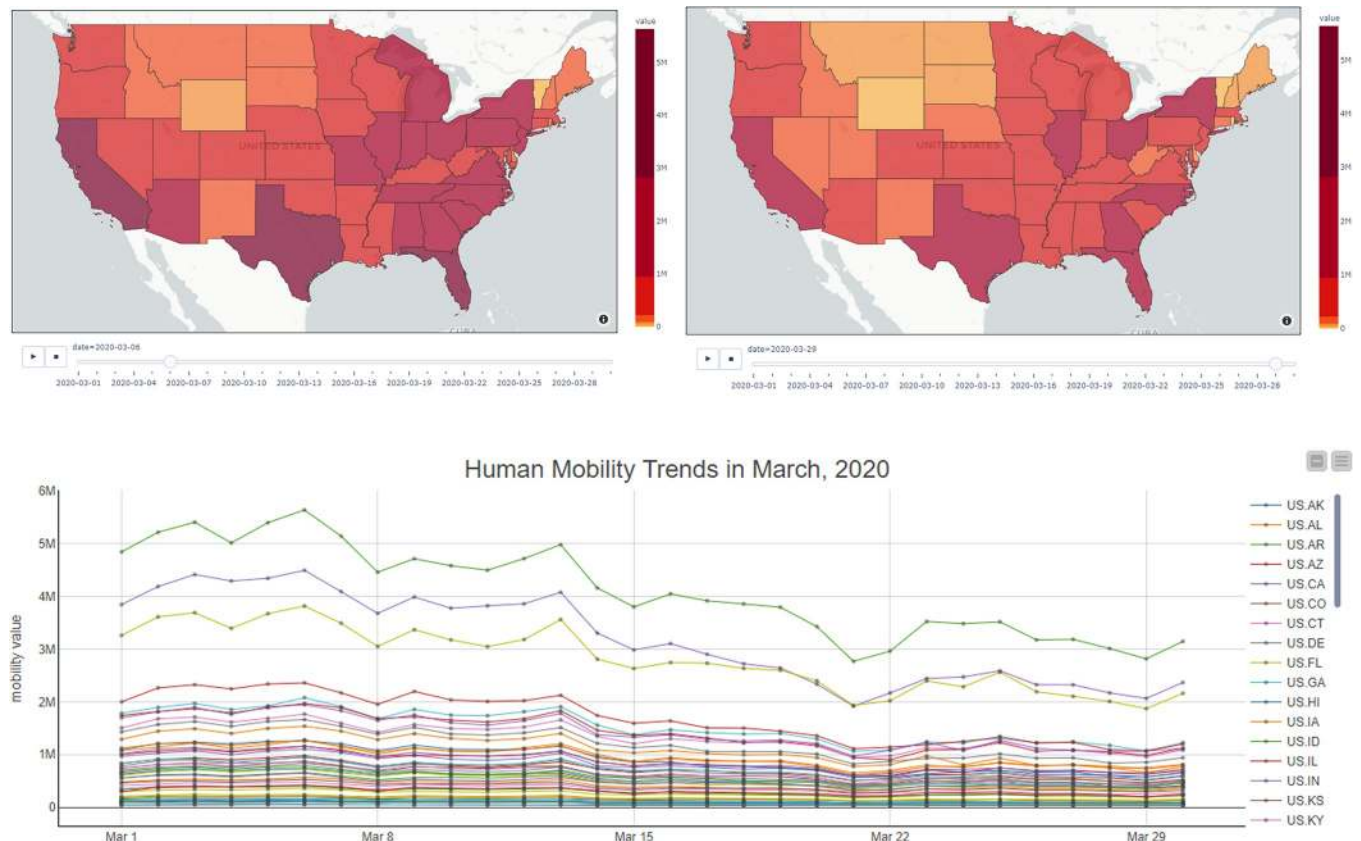 value
5M
4M
3M
2M
1M
0
UNITED STATES
CUBA
date=2020-03-06
2020-03-01 2020-03-04 2020-03-07 2020-03-10 2020-03-13 2020-03-16 2020-03-19 2020-03-22 2020-03-25 2020-03-28
value
5M
4M
3M
2M
1M
0
UNITED STATES
CUBA
date=2020-03-29
2020-03-01 2020-03-04 2020-03-07 2020-03-10 2020-03-13 2020-03-16 2020-03-19 2020-03-22 2020-03-25 2020-03-28
Human Mobility Trends in March, 2020
mobility value
6M
5M
4M
3M
2M
1M
0
Mar 1 Mar 8 Mar 15 Mar 22 Mar 29
US.AK
US.AL
US.AR
US.AZ
US.CA
US.CO
US.CT
US.DE
US.FL
US.GA
US.HI
US.IA
US.ID
US.IL
US.IN
US.KS
US.KY